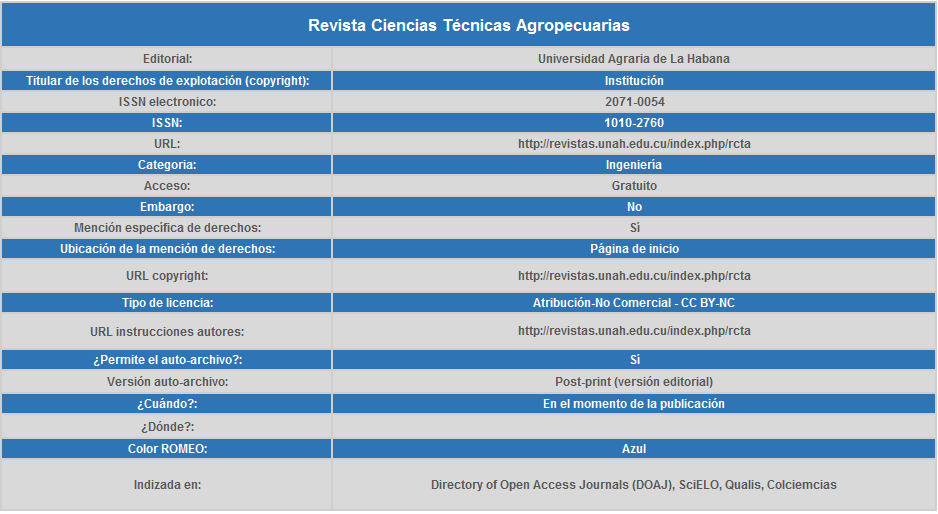 Revista Ciencias Técnicas Agropecuarias
Editorial: Universidad Agraria de La Habana
Titular de los derechos de explotación (copyright): Institución
ISSN electronico: 2071-0054
ISSN: 1010-2760
URL: http://revistas.unah.edu.cu/index.php/rcta
Categoria: Ingeniería
Acceso: Gratuito
Embargo: No
Mención específica de derechos: Sí
Ubicación de la mención de derechos: Página de inicio
URL copyright: http://revistas.unah.edu.cu/index.php/rcta
Tipo de licencia: Atribución-No Comercial - CC BY-NC
URL instrucciones autores: http://revistas.unah.edu.cu/index.php/rcta
¿Permite el auto-archivo?: Sí
Versión auto-archivo: Post-print (versión editorial)
¿Cuándo?: En el momento de la publicación
¿Dónde?:
Color ROMEO: Azul
Indizada en: Directory of Open Access Journals (DOAJ), SciELO, Qualis, Colciemcias